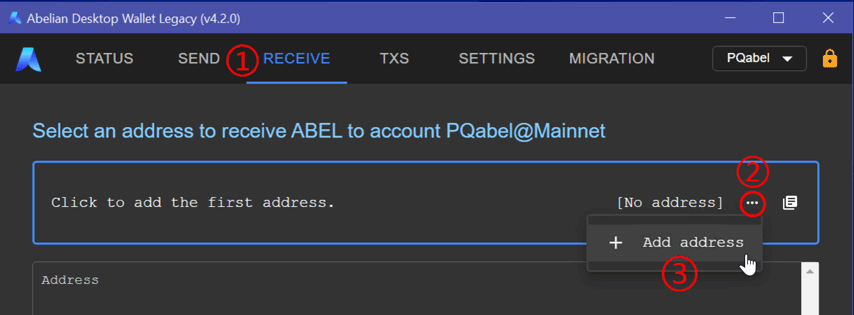 Abelian Desktop Wallet Legacy (v4.2.0)
STATUS SEND ① RECEIVE TXS SETTINGS MIGRATION PQabel
Select an address to receive ABEL to account PQabel@Mainnet
②
Click to add the first address. [No address] ...
+ Add address
③
Address